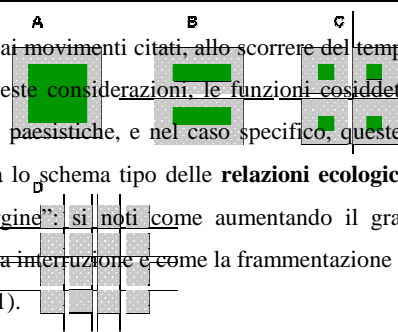 A B C
ai movimenti citati, allo scorrere del temp
este considerazioni, le funzioni cosiddet
paesistiche, e nel caso specifico, queste
lo schema tipo delle relazioni ecologic
D
rgine”: si noti come aumentando il gra
a interruzione e come la frammentazione
1).